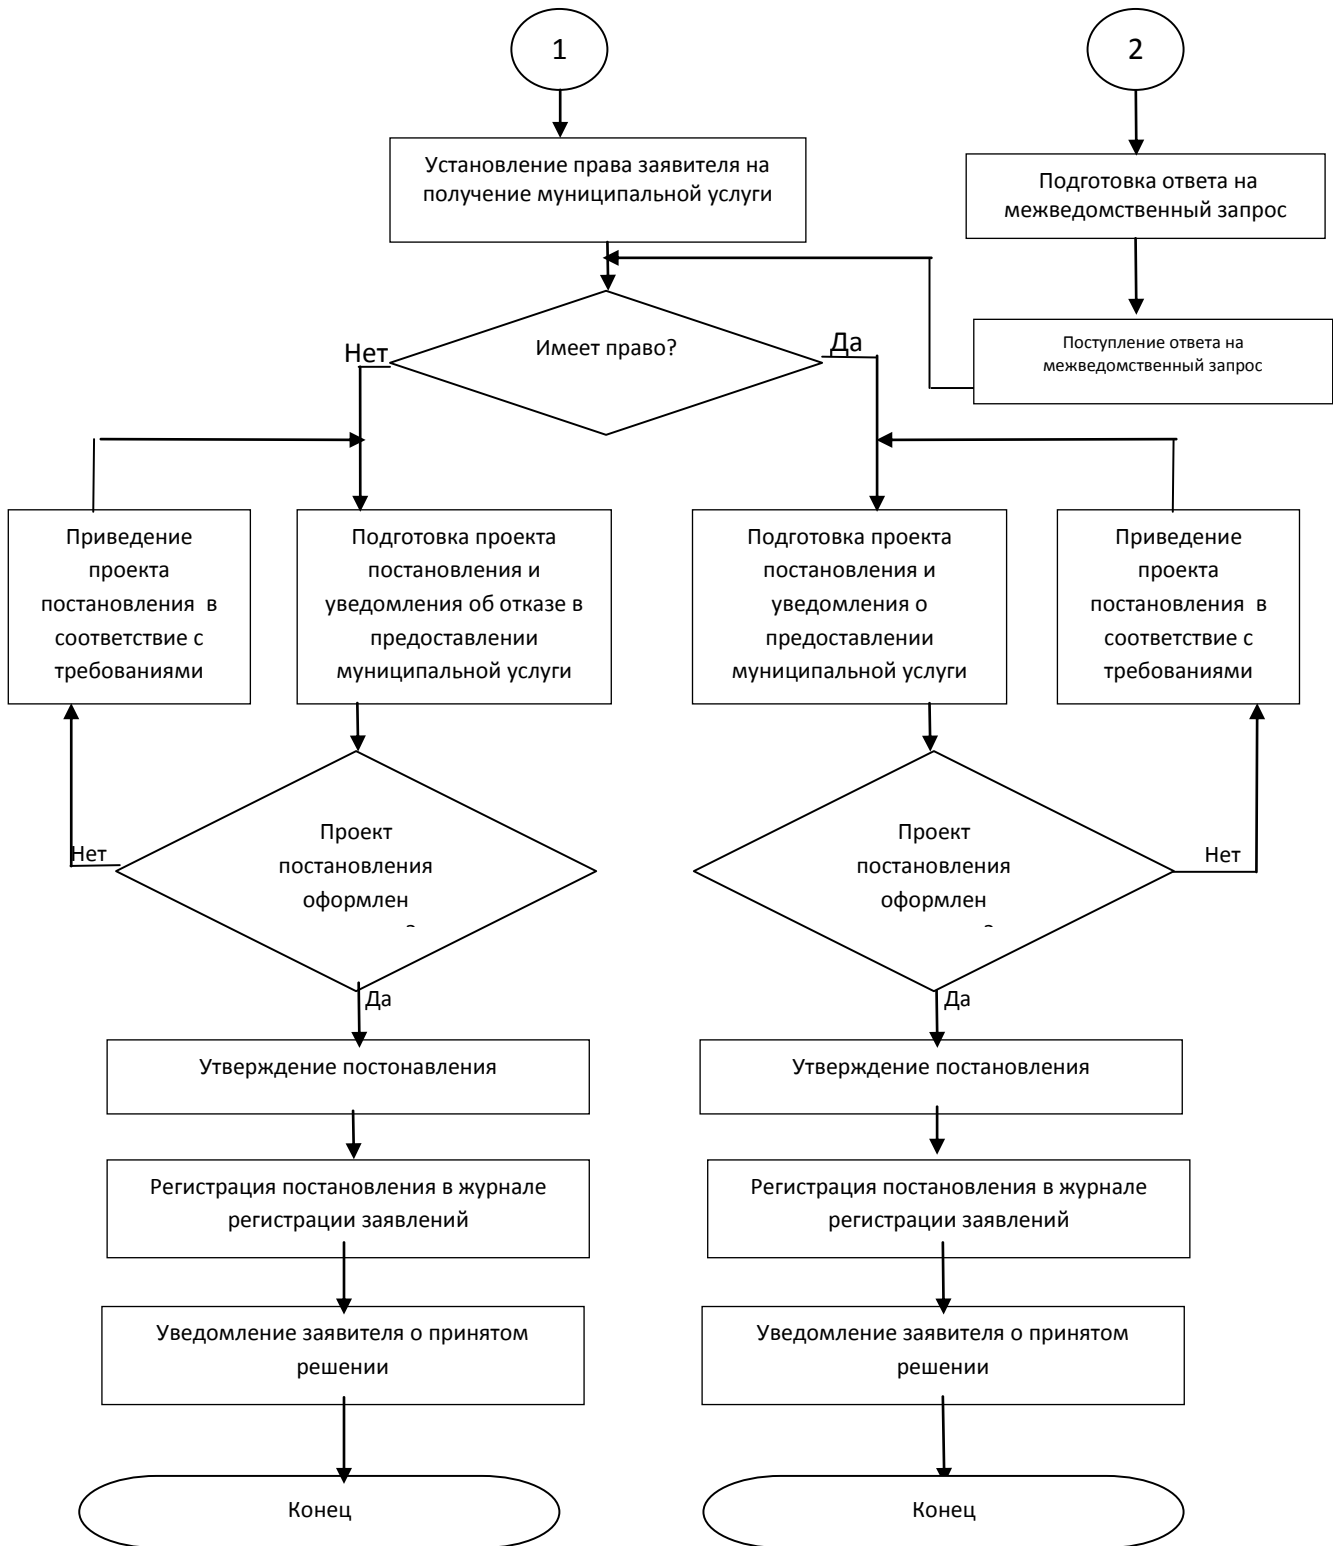 1
2
Установление права заявителя на
получение муниципальной услуги
Подготовка ответа на
межведомственный запрос
Имеет право?
Нет
Да
Поступление ответа на
межведомственный запрос
Приведение
проекта
постановления в
соответствие с
требованиями
Подготовка проекта
постановления и
уведомления об отказе в
предоставлении
муниципальной услуги
Подготовка проекта
постановления и
уведомления о
предоставлении
муниципальной услуги
Приведение
проекта
постановления в
соответствие с
требованиями
Нет
Проект
постановления
оформлен
Проект
постановления
оформлен
Нет
Да
Да
Утверждение постонавления
Утверждение постановления
Регистрация постановления в журнале
регистрации заявлений
Регистрация постановления в журнале
регистрации заявлений
Уведомление заявителя о принятом
решении
Уведомление заявителя о принятом
решении
Конец
Конец